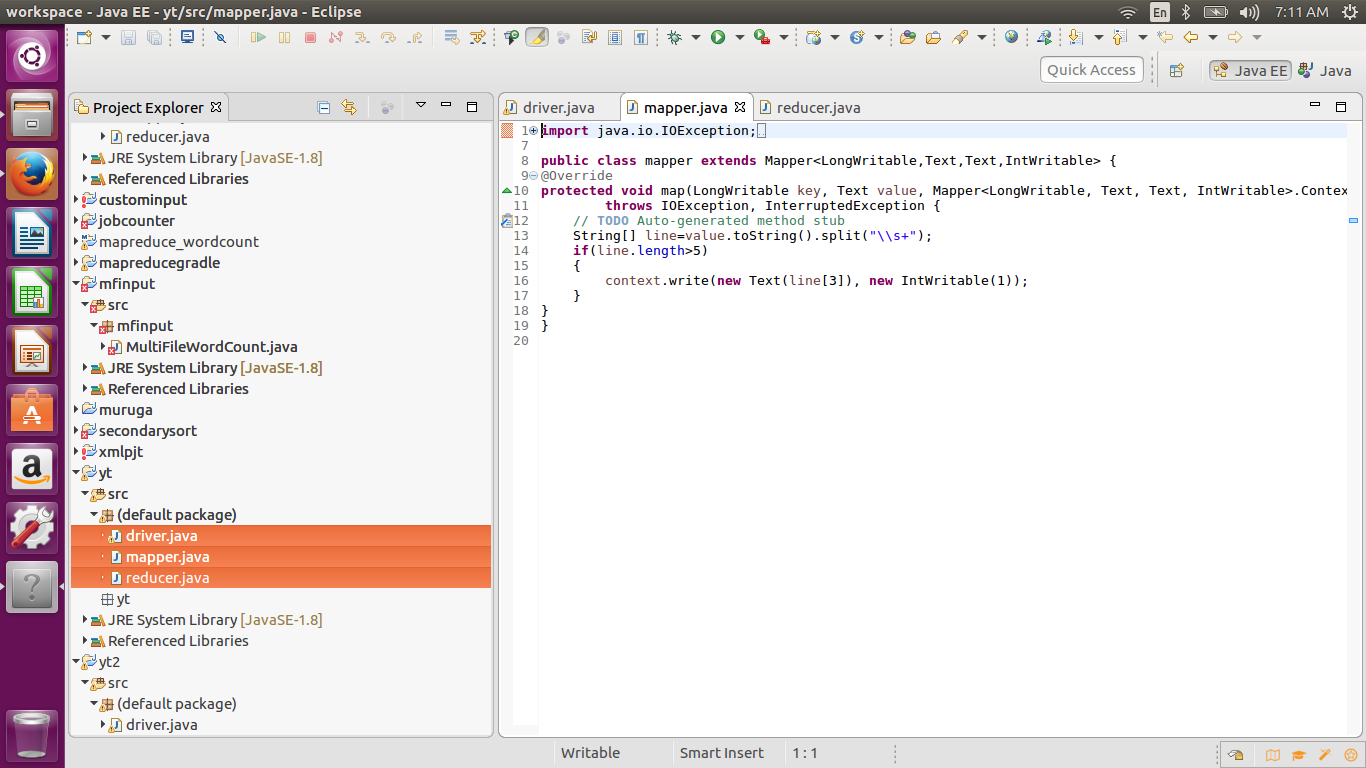 workspace - Java EE - yt/src/mapper.java - Eclipse
En
7:11 AM
Quick Access
Java EE
Java
Project Explorer
reducer.java
JRE System Library [JavaSE-1.8]
Referenced Libraries
custominput
jobcounter
mapreduce_wordcount
mapreducegradle
mfinput
src
mfinput
MultiFileWordCount.java
JRE System Library [JavaSE-1.8]
Referenced Libraries
muruga
secondarysort
xmlpjt
yt
src
(default package)
driver.java
mapper.java
reducer.java
yt
JRE System Library [JavaSE-1.8]
Referenced Libraries
yt2
src
(default package)
driver.java
driver.java
mapper.java
reducer.java
1 import java.io.IOException;
7
8 public class mapper extends Mapper<LongWritable,Text,Text,IntWritable> {
9 @Override
10 protected void map(LongWritable key, Text value, Mapper<LongWritable, Text, Text, IntWritable>.Contex
11 throws IOException, InterruptedException {
12 // TODO Auto-generated method stub
13 String[] line=value.toString().split("\\s+");
14 if(line.length>5)
15 {
16 context.write(new Text(line[3]), new IntWritable(1));
17 }
18 }
19 }
20
Writable
Smart Insert
1 : 1